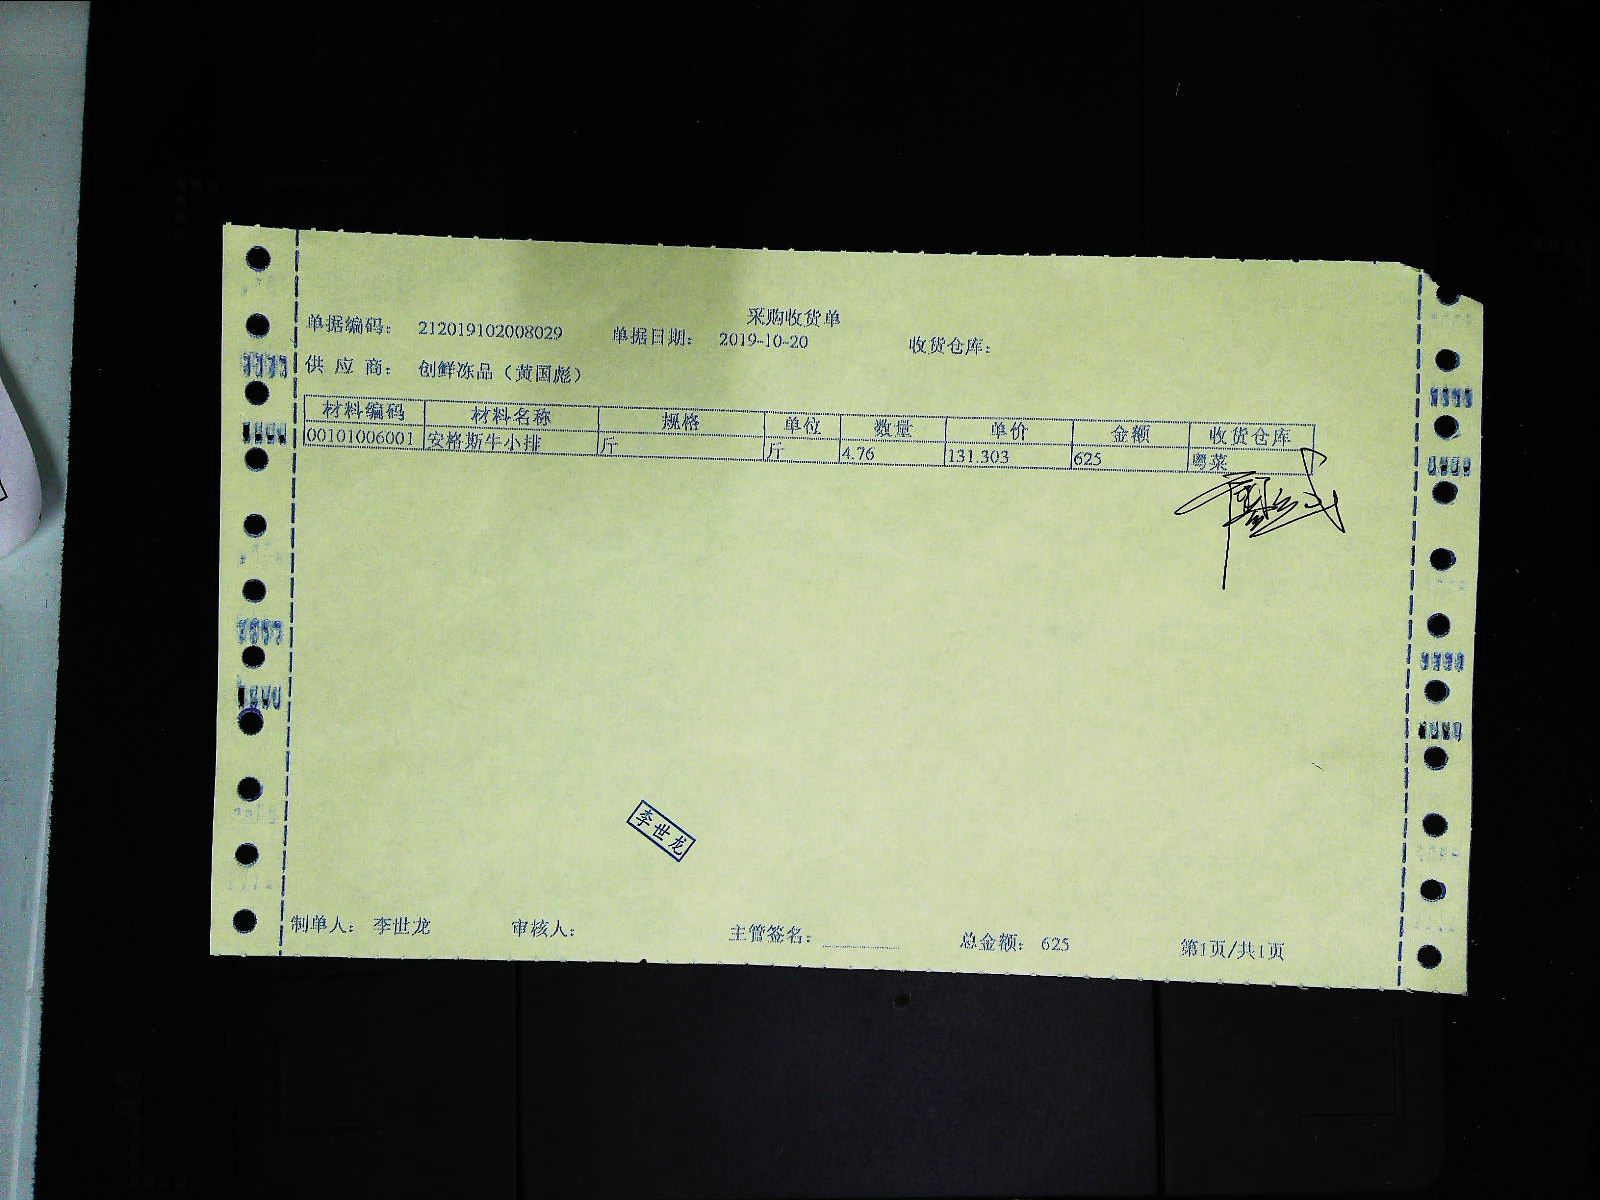 采购收货单
单据编码: 212019102008029 单据日期: 2019-10-20 收货仓库:
供 应 商: 创鲜冻品（黄国彪）
材料编码 材料名称 规格 单位 数量 单价 金额 收货仓库
00101006001 安格斯牛小排 斤 斤 4.76 131.303 625 粤菜
李世龙
制单人: 李世龙 审核人: 主管签名: 总金额: 625 第1页/共1页